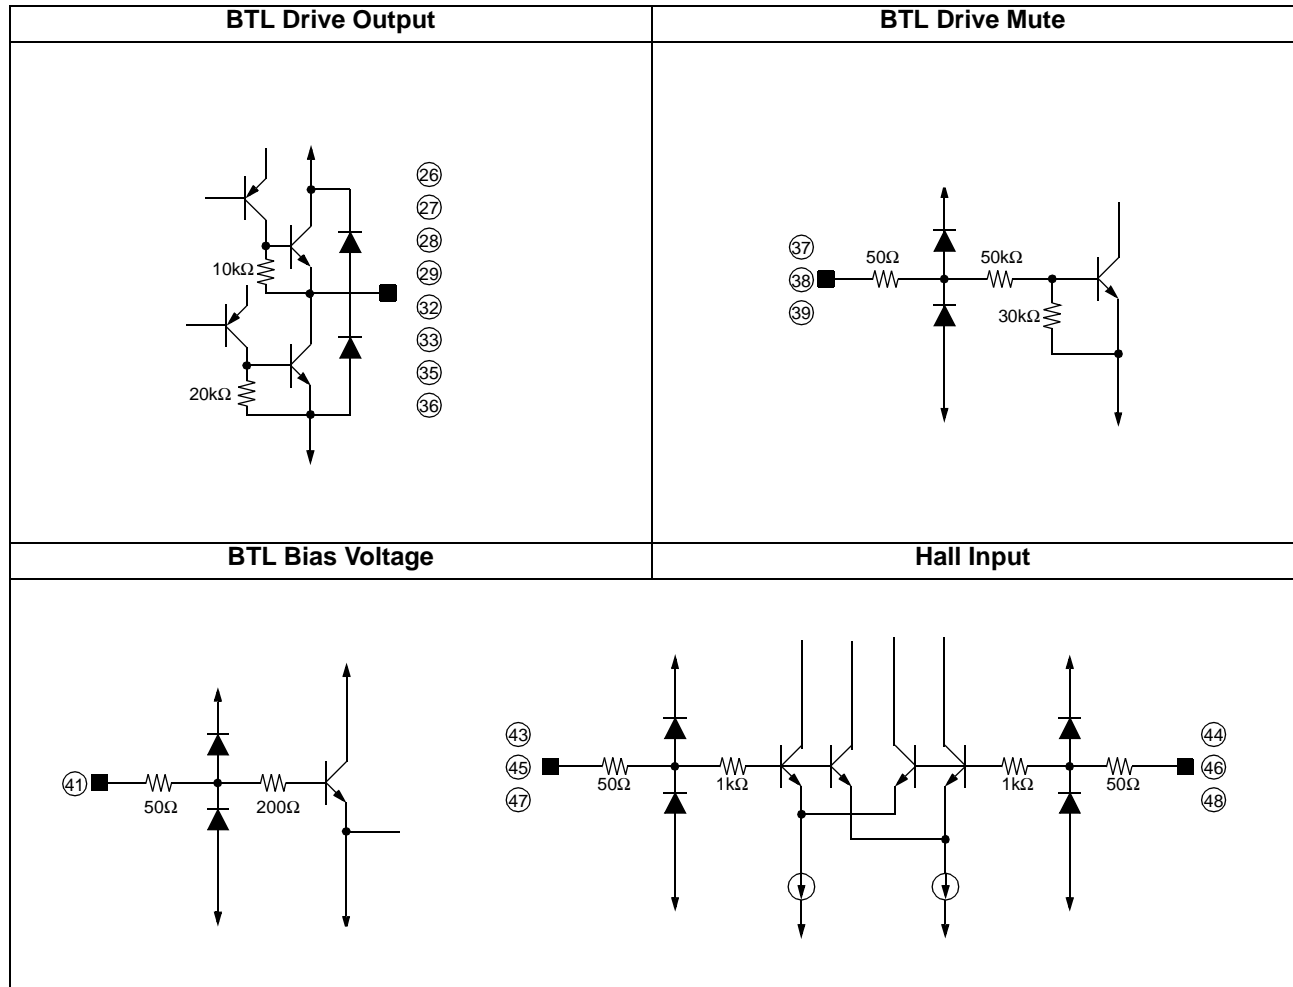 BTL Drive Output
BTL Drive Mute
26
27
28
29
32
33
35
36
10kΩ
20kΩ
37
38
39
50Ω
50kΩ
30kΩ
BTL Bias Voltage
Hall Input
41
50Ω
200Ω
43
45
47
50Ω
1kΩ
1kΩ
50Ω
44
46
48